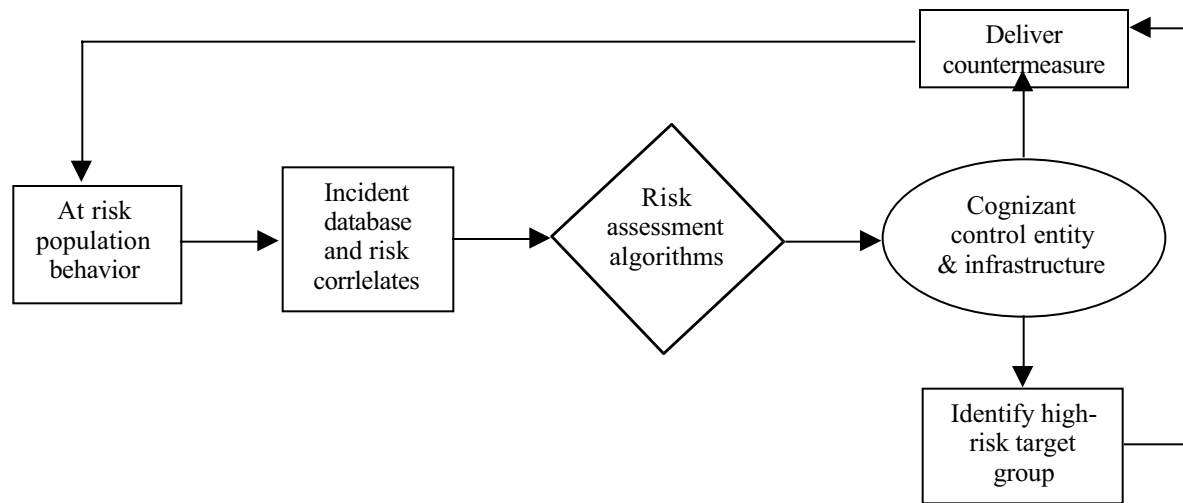 Deliver
countermeasure
At risk
population
behavior
Incident
database
and risk
corrlelates
Risk
assessment
algorithms
Cognizant
control entity
& infrastructure
Identify high-
risk target
group